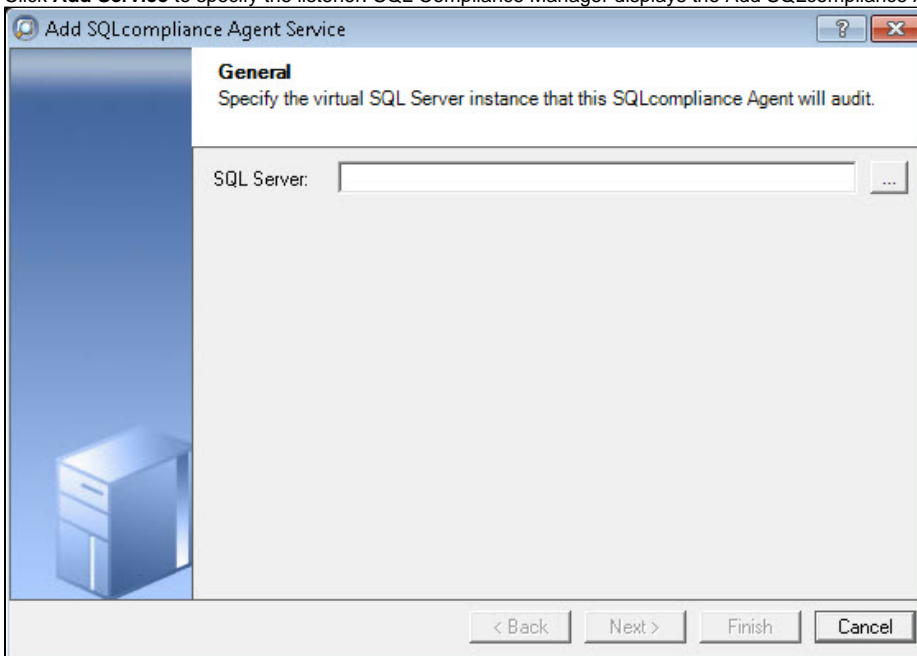 Click Add Service to specify the listener. SQL Compliance Manager displays the Add SQLcompliance
Add SQLcompliance Agent Service
General
Specify the virtual SQL Server instance that this SQLcompliance Agent will audit.
SQL Server:
...
< Back Next > Finish Cancel